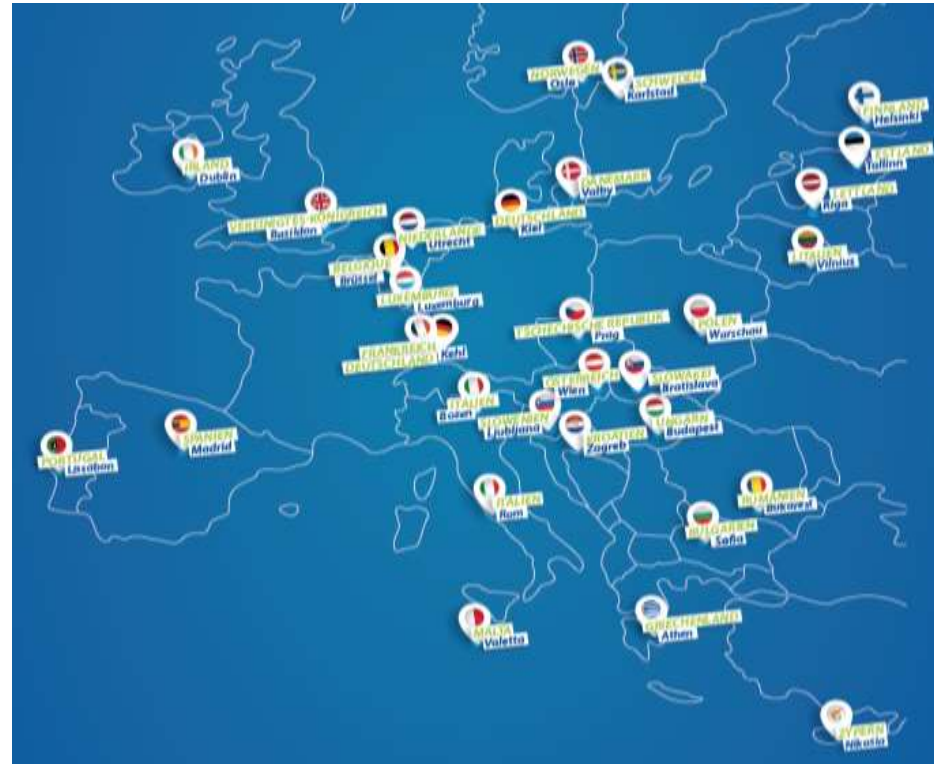 NORWEGEN
Oslo
SCHWEDEN
Karlstad
FINNLAND
Helsinki
ESTLAND
Tallinn
IRLAND
Dublin
DÄNEMARK
Valby
LETTLAND
Riga
VEREINIGTES KÖNIGREICH
Basildon
DEUTSCHLAND
Kiel
NIEDERLANDE
Utrecht
LITAUEN
Vilnius
BELGIQUE
Brüssel
LUXEMBURG
Luxemburg
TSCHECHISCHE REPUBLIK
Prag
POLEN
Warschau
FRANKREICH
DEUTSCHLAND
Kehl
ÖSTERREICH
Wien
SLOWAKEI
Bratislava
ITALIEN
Bozen
SLOWENIEN
Ljubljana
UNGARN
Budapest
KROATIEN
Zagreb
SPANIEN
Madrid
PORTUGAL
Lissabon
ITALIEN
Rom
RUMÄNIEN
Bukarest
BULGARIEN
Sofia
MALTA
Valetta
GRIECHENLAND
Athen
ZYPERN
Nikosia